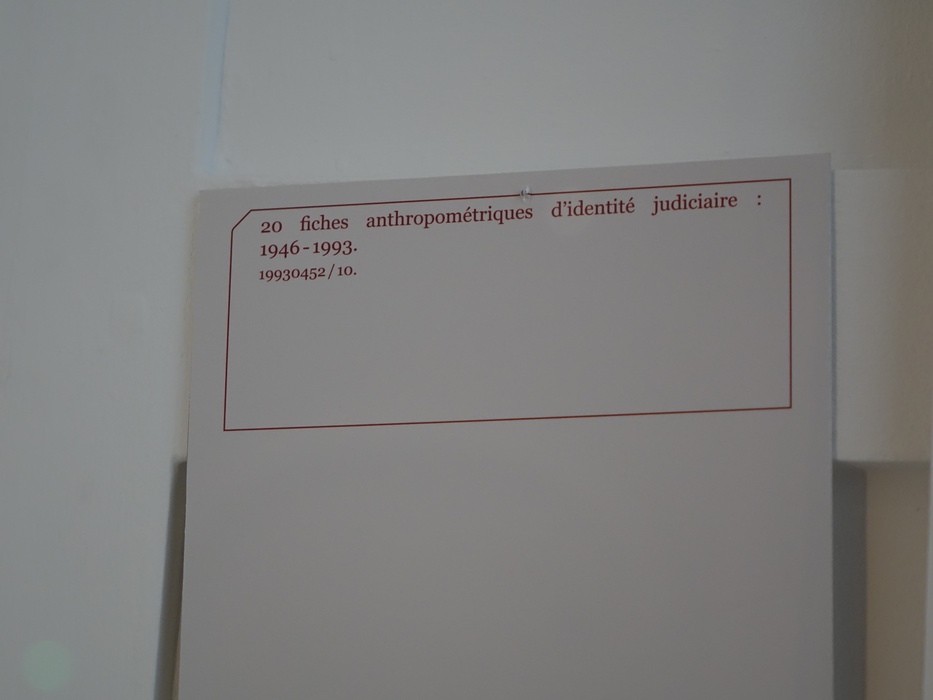 20 fiches anthropométriques d'identité judiciaire :
1946-1993.
19930452/10.